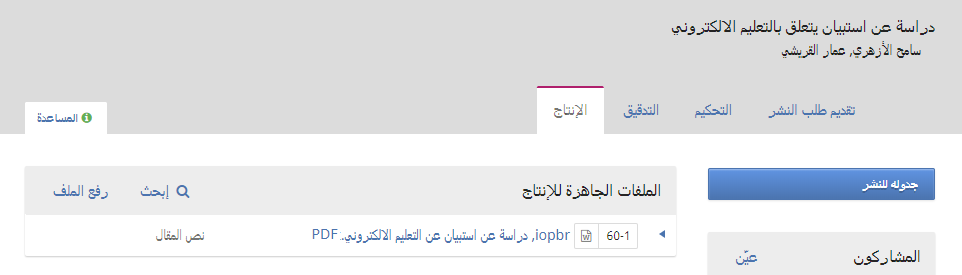 دراسة عن استبيان يتعلق بالتعليم الالكتروني
سامح الأزهري, عمار القريشي
تقديم طلب النشر
التحكيم
التدقيق
الإنتاج
المساعدة
جدوله للنشر
الملفات الجاهزة للإنتاج
إبحث
رفع الملف
60-1 iopbr, دراسة عن استبيان عن التعليم الالكتروني.PDF
نص المقال
المشاركون
عيّن